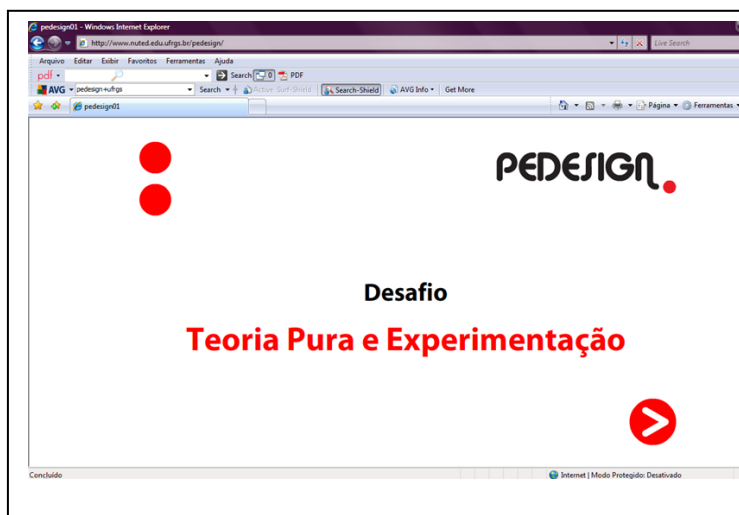 pedesign01 - Windows Internet Explorer
http://www.nuted.edu.ufrgs.br/pedesign/
Live Search
Arquivo Editar Exibir Favoritos Ferramentas Ajuda
pdf Search 0 PDF
AVG pedesign+ufrgs Search Active Surf-Shield Search-Shield AVG Info Get More
pedesign01 Página Ferramentas
PEDESIGN.
Desafio
Teoria Pura e Experimentação
Concluído Internet | Modo Protegido: Desativado